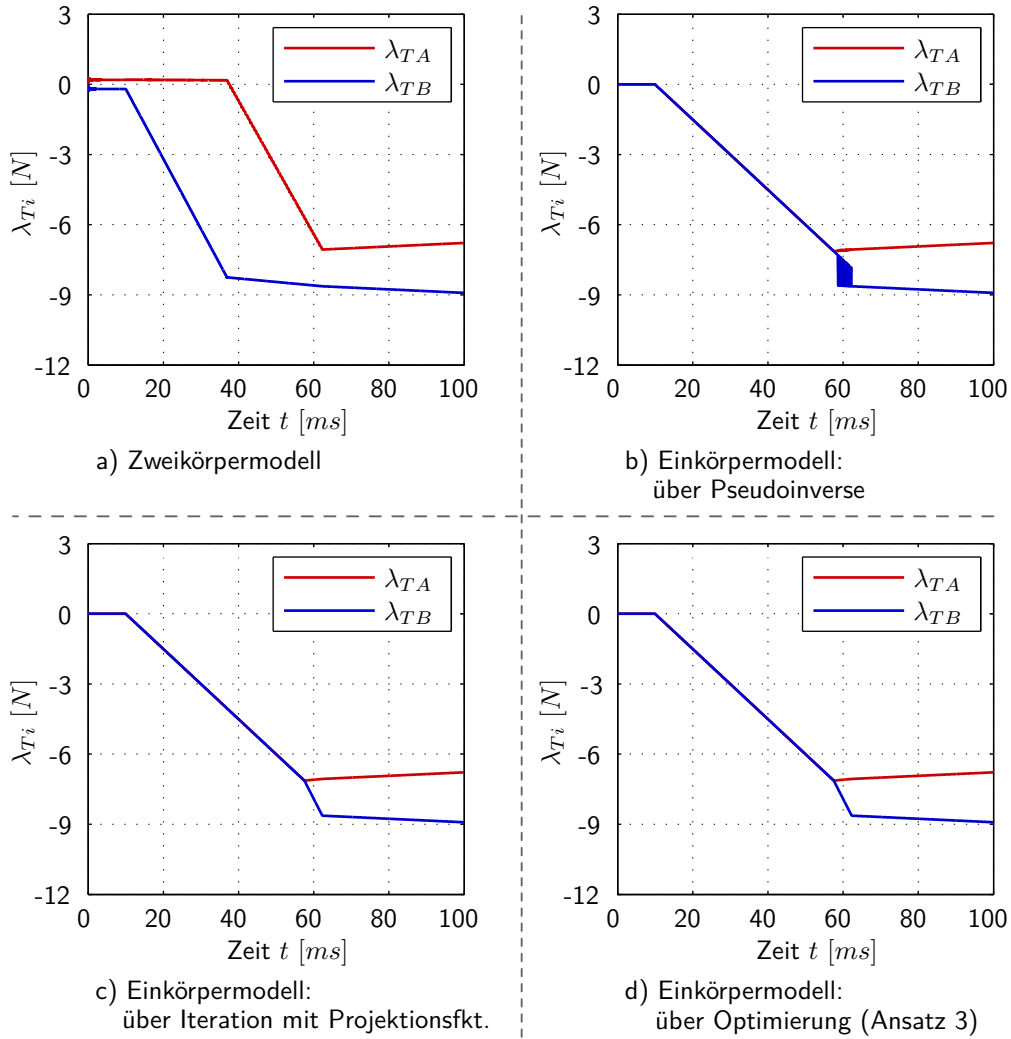 3
0
-3
-6
-9
-12
λTi [N]
λTA
λTB
0 20 40 60 80 100
Zeit t [ms]
a) Zweikörpermodell
3
0
-3
-6
-9
-12
λTi [N]
λTA
λTB
0 20 40 60 80 100
Zeit t [ms]
b) Einkörpermodell:
über Pseudoinverse
3
0
-3
-6
-9
-12
λTi [N]
λTA
λTB
0 20 40 60 80 100
Zeit t [ms]
c) Einkörpermodell:
über Iteration mit Projektionsfkt.
3
0
-3
-6
-9
-12
λTi [N]
λTA
λTB
0 20 40 60 80 100
Zeit t [ms]
d) Einkörpermodell:
über Optimierung (Ansatz 3)